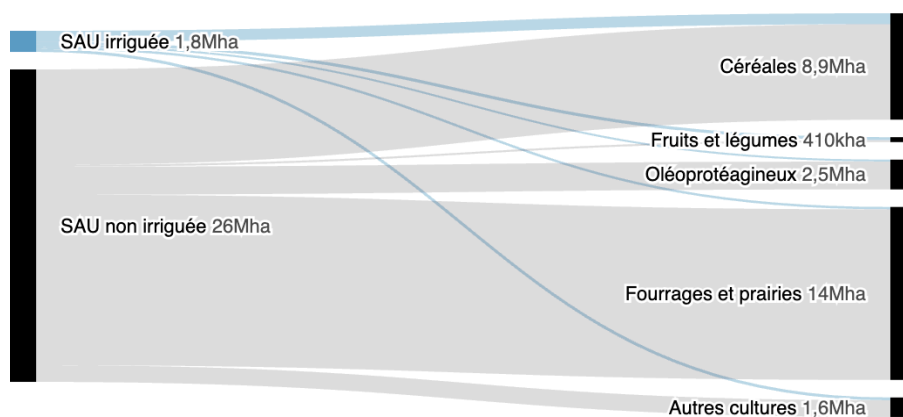 SAU irriguée 1,8Mha
SAU non irriguée 26Mha
Céréales 8,9Mha
Fruits et légumes 410kha
Oléoprotéagineux 2,5Mha
Fourrages et prairies 14Mha
Autres cultures 1,6Mha